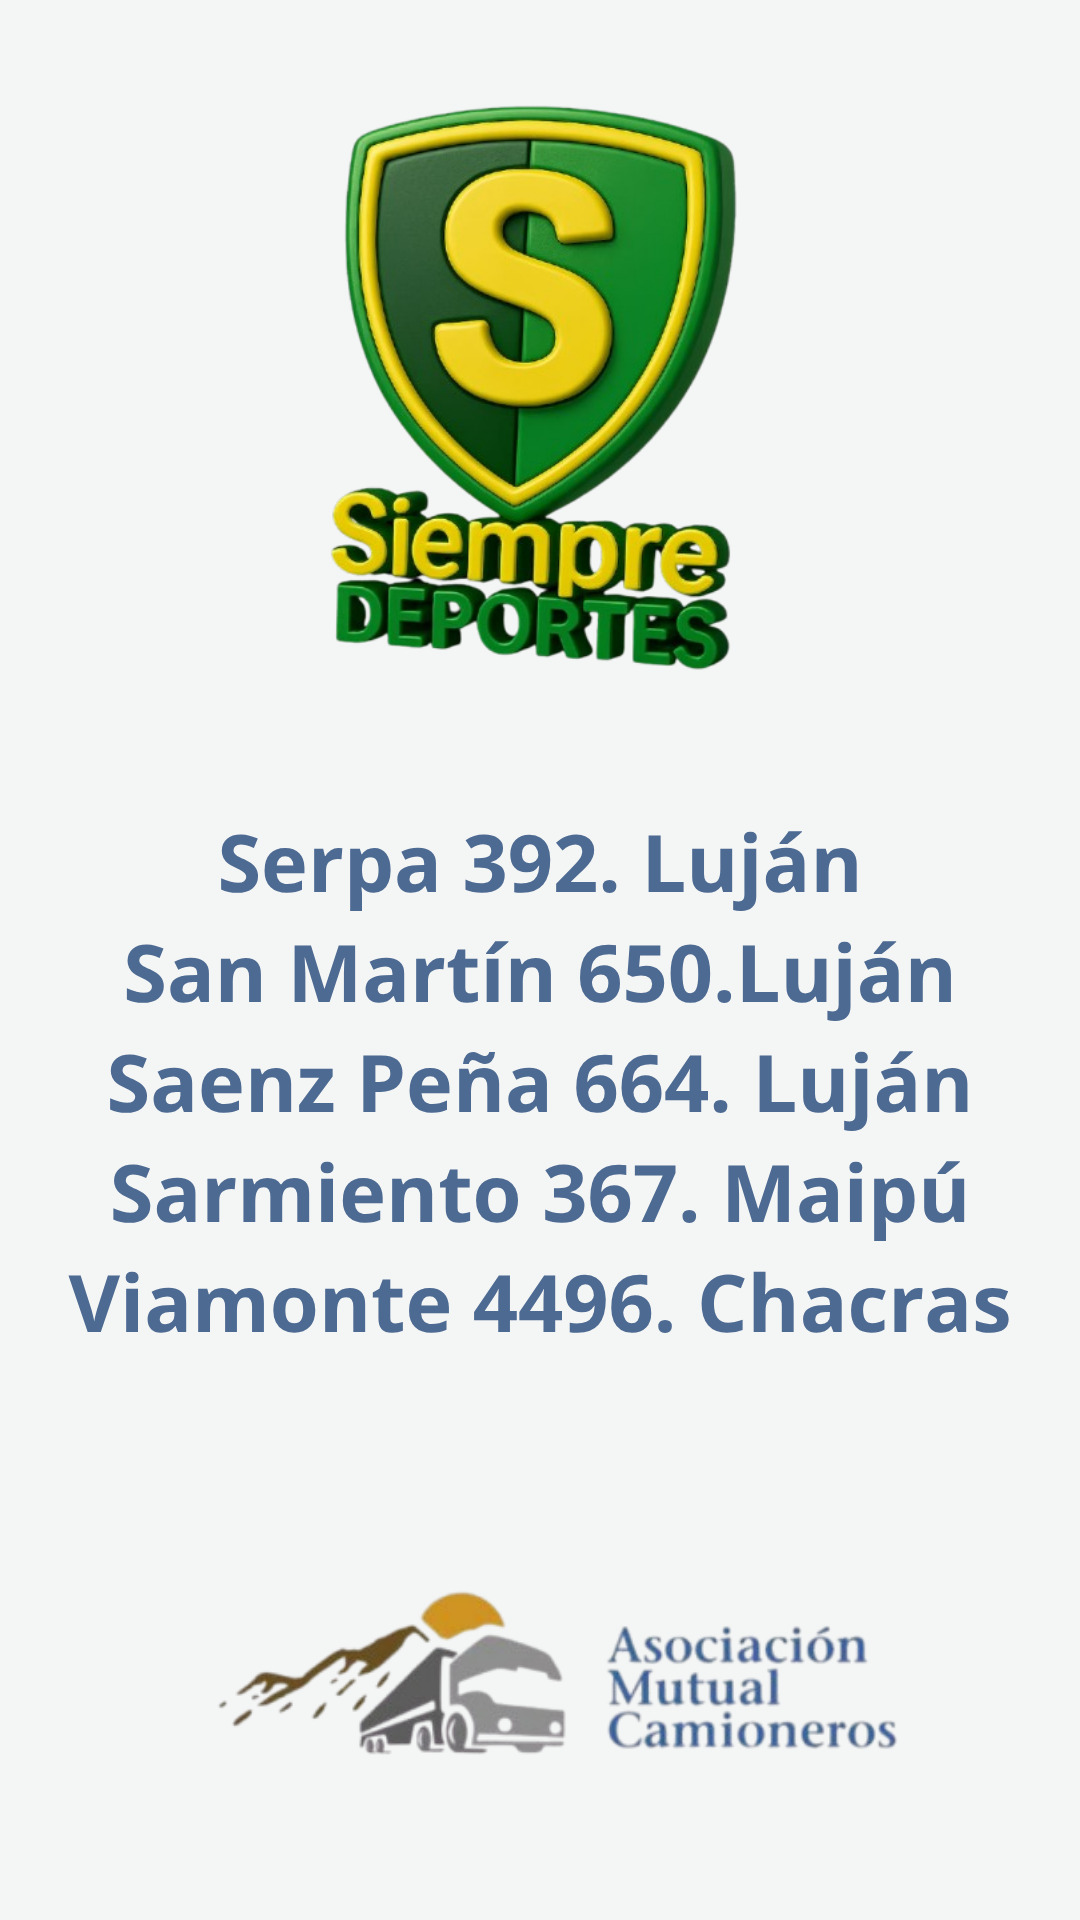 S
Siempre
DEPORTES
Serpa 392. Luján
San Martín 650.Luján
Saenz Peña 664. Luján
Sarmiento 367. Maipú
Viamonte 4496. Chacras
Asociación
Mutual
Camioneros